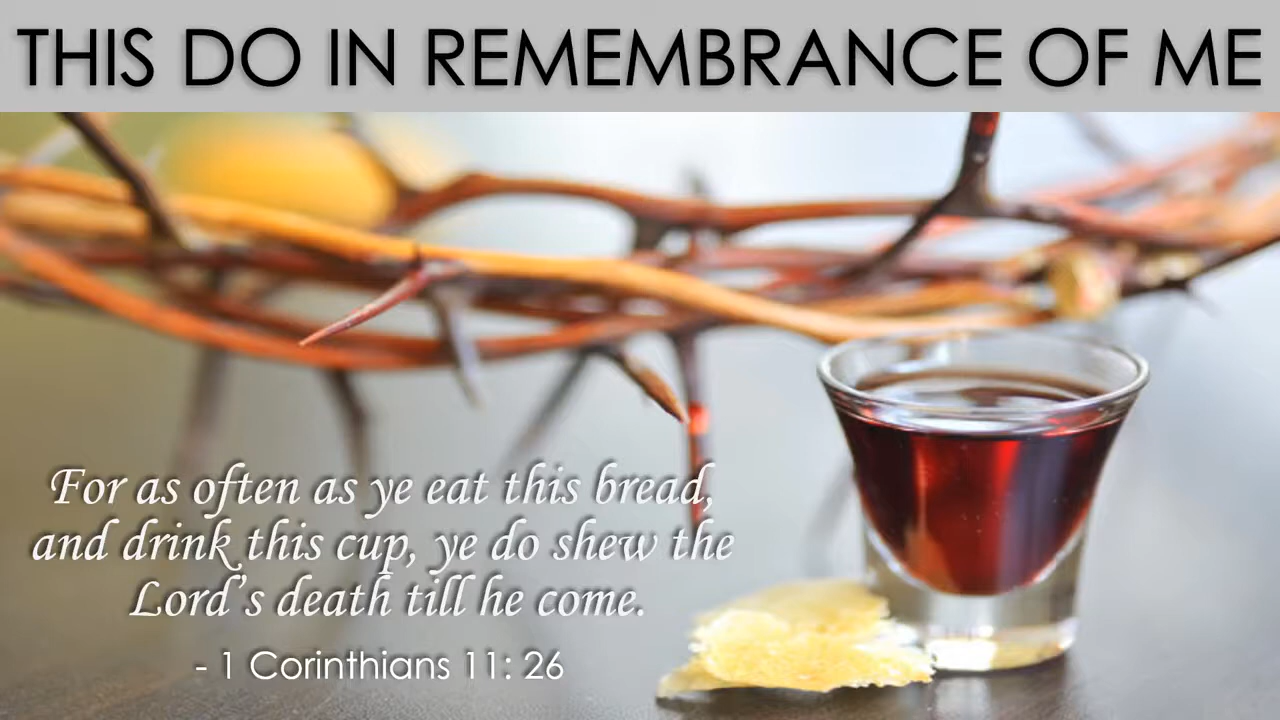 THIS DO IN REMEMBRANCE OF ME
For as often as ye eat this bread,
and drink this cup, ye do shew the
Lord's death till he come.
- 1 Corinthians 11: 26